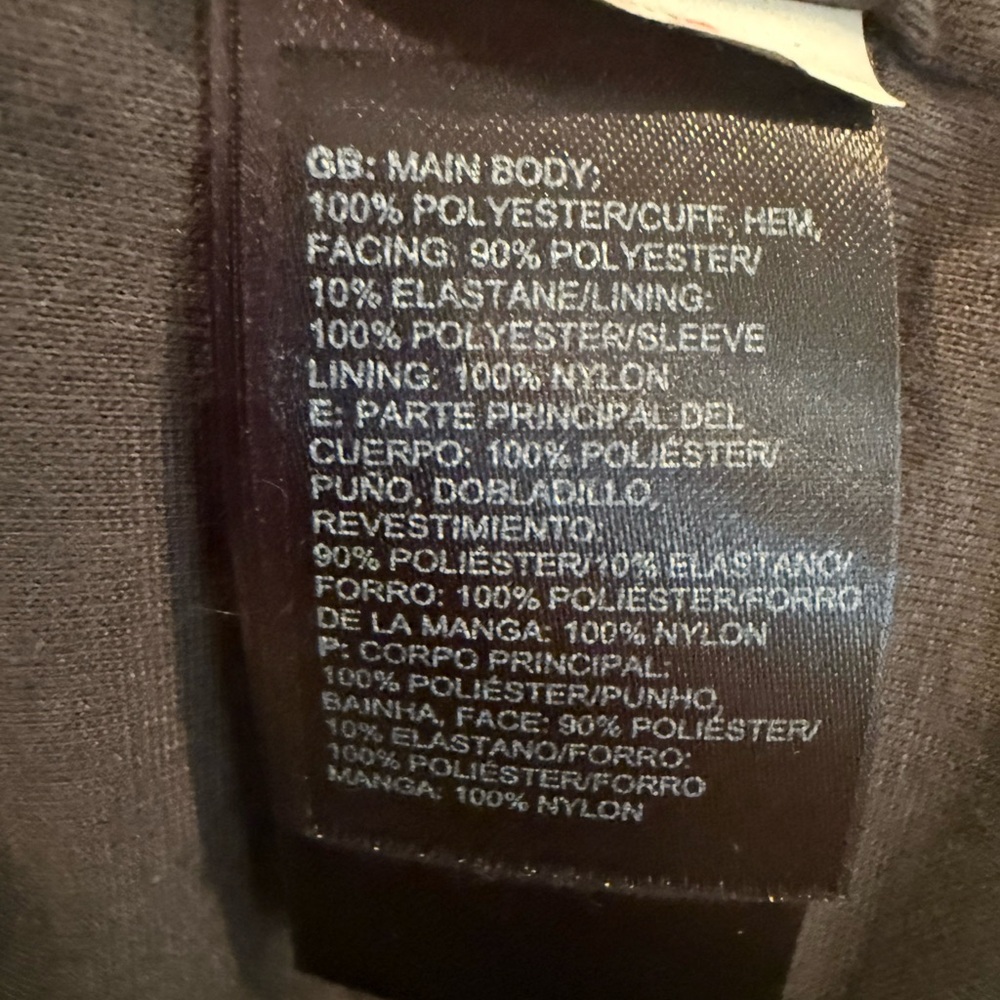 GB: MAIN BODY:
100% POLYESTER/CUFF, HEM,
FACING: 90% POLYESTER/
10% ELASTANE/LINING:
100% POLYESTER/SLEEVE
LINING: 100% NYLON
E: PARTE PRINCIPAL DEL
CUERPO: 100% POLIÉSTER/
PUÑO, DOBLADILLO,
REVESTIMIENTO:
90% POLIÉSTER/10% ELASTANO/
FORRO: 100% POLIÉSTER/FORRO
DE LA MANGA: 100% NYLON
P: CORPO PRINCIPAL:
100% POLIÉSTER/PUNHO,
BAINHA, FACE: 90% POLIÉSTER/
10% ELASTANO/FORRO:
100% POLIÉSTER/FORRO
MANGA: 100% NYLON